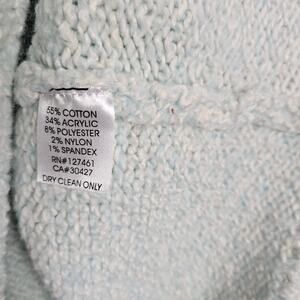 55% COTTON
34% ACRYLIC
8% POLYESTER
2% NYLON
1% SPANDEX
RN#127461
CA#30427
DRY CLEAN ONLY